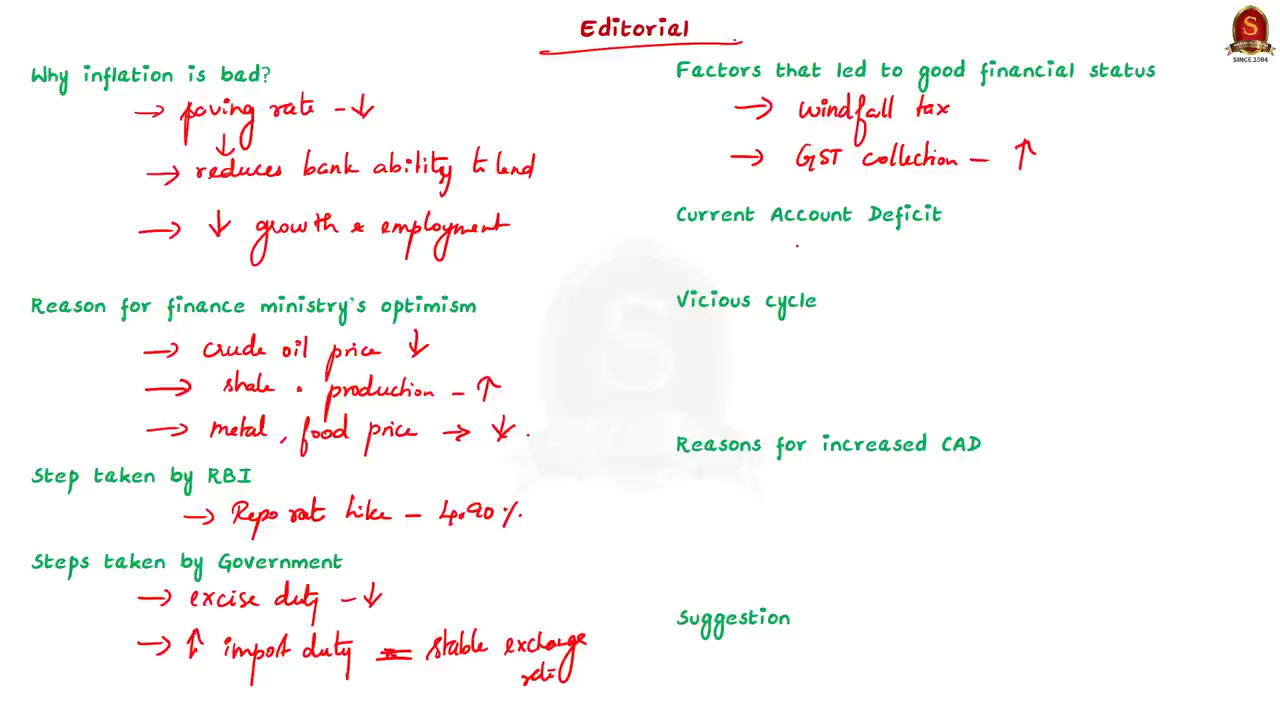 Editorial
S
SINCE 2004
Why inflation is bad?
→ paving rate - ↓
↓
→ reduces bank ability to lend
→ ↓ growth & employment
Reason for finance ministry's optimism
→ crude oil price ↓
→ shale . production - ↑
→ metal, food price → ↓.
Step taken by RBI
→ Repo rate hike - 4.90%
Steps taken by Government
→ excise duty - ↓
→ ↑ import duty = stable exchange
Factors that led to good financial status
→ windfall tax
→ GST collection - ↑
Current Account Deficit
Vicious cycle
Reasons for increased CAD
Suggestion